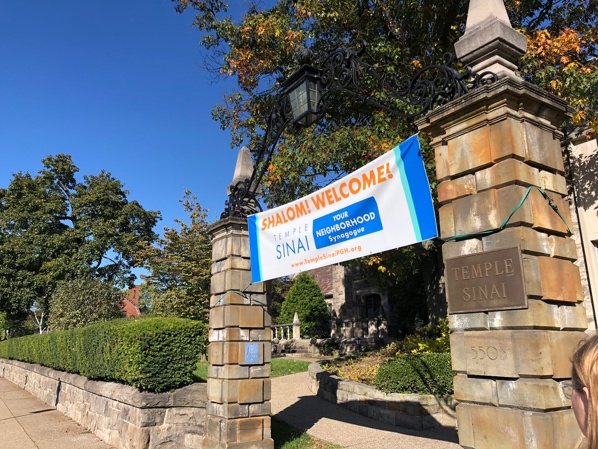 SHALOM! WELCOME!
TEMPLE
SINAI
YOUR
NEIGHBORHOOD
Synagogue
www.TempleSinaiPGH.org
TEMPLE
SINAI
5505